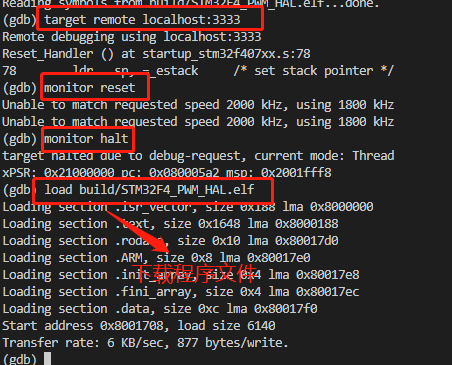 Reading symbols from build/STM32F4_PWM_HAL.elf...done.
(gdb) target remote localhost:3333
Remote debugging using localhost:3333
Reset_Handler () at startup_stm32f407xx.s:78
78 ldr sp, =_estack /* set stack pointer */
(gdb) monitor reset
Unable to match requested speed 2000 kHz, using 1800 kHz
Unable to match requested speed 2000 kHz, using 1800 kHz
(gdb) monitor halt
target halted due to debug-request, current mode: Thread
xPSR: 0x21000000 pc: 0x080005a2 msp: 0x2001fff8
(gdb) load build/STM32F4_PWM_HAL.elf
Loading section .isr_vector, size 0x188 lma 0x8000000
Loading section .text, size 0x1648 lma 0x8000188
Loading section .rodata, size 0x10 lma 0x80017d0
Loading section .ARM, size 0x8 lma 0x80017e0
下载程序文件
Loading section .init_array, size 0x4 lma 0x80017e8
Loading section .fini_array, size 0x4 lma 0x80017ec
Loading section .data, size 0xc lma 0x80017f0
Start address 0x8001708, load size 6140
Transfer rate: 6 KB/sec, 877 bytes/write.
(gdb)